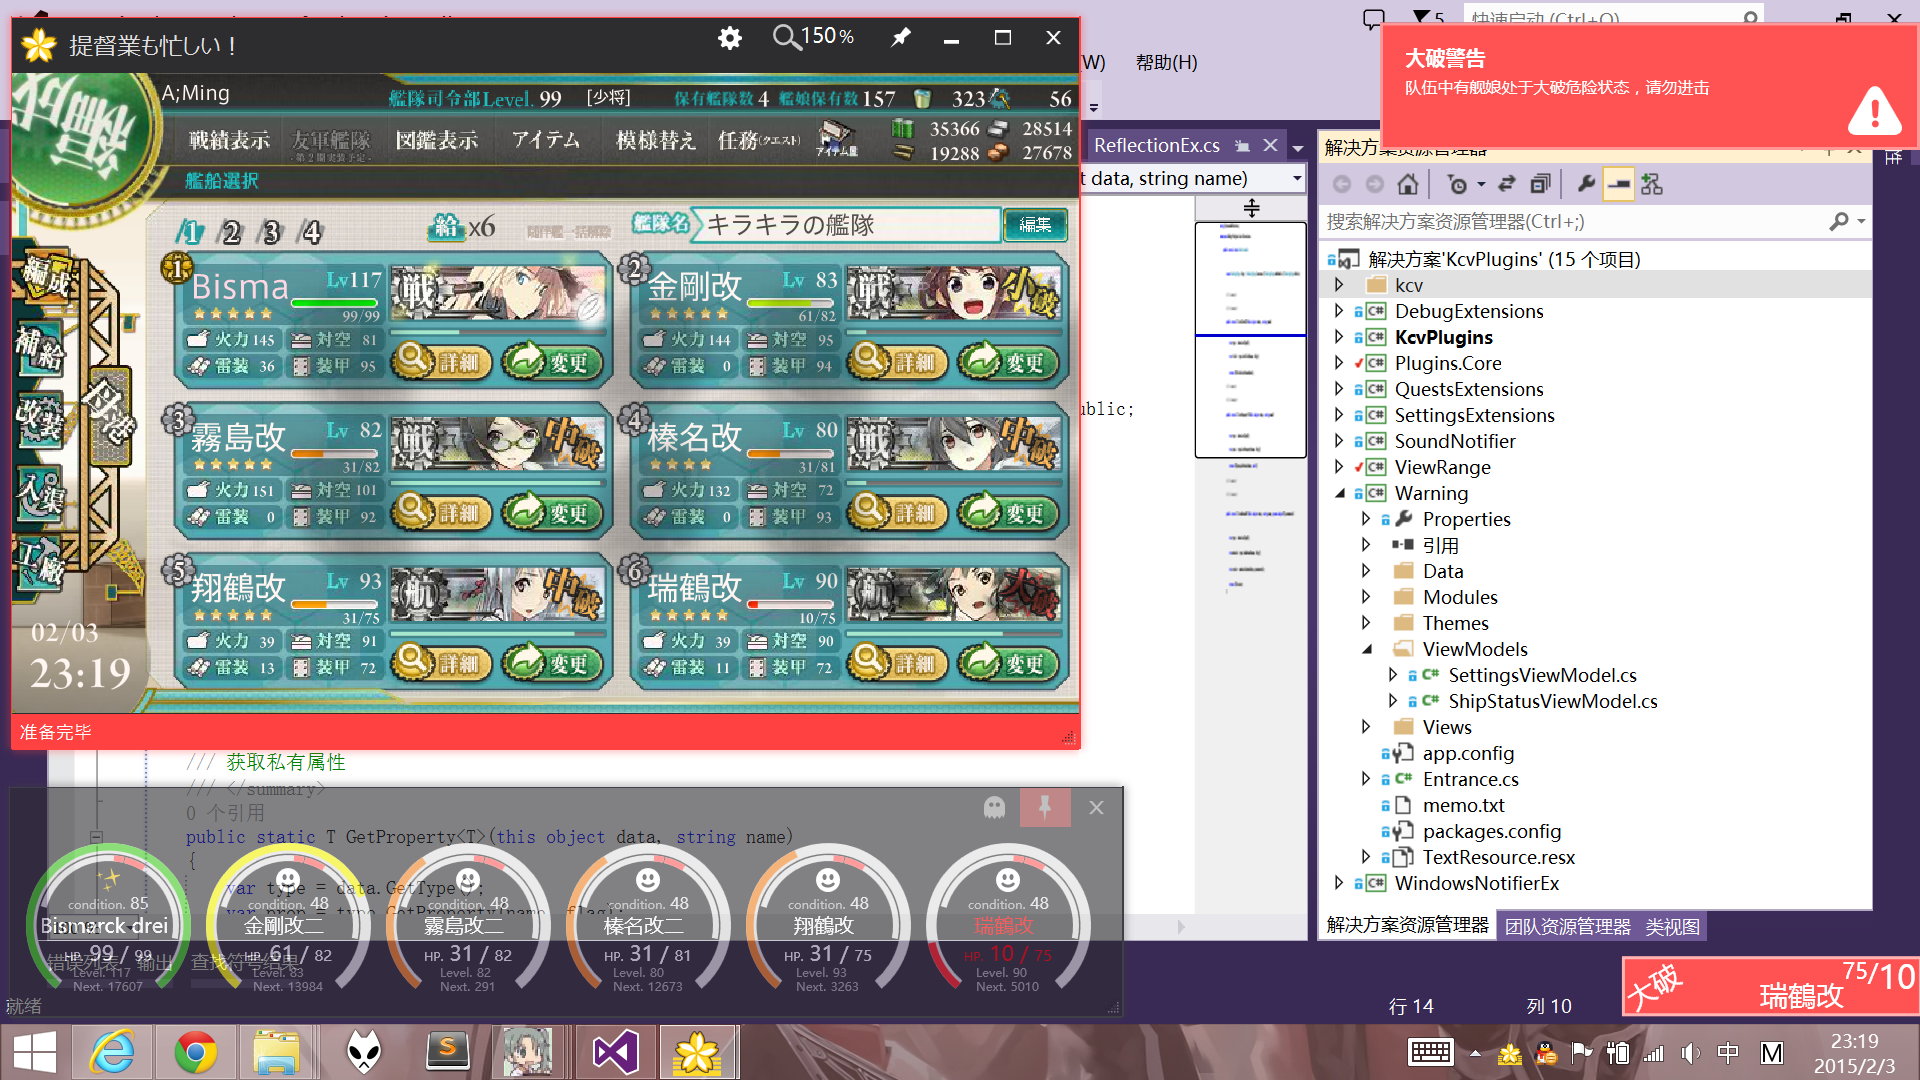 提督業も忙しい！
150%
A;Ming
艦隊司令部Level. 99
[少将]
保有艦隊数 4
艦娘保有数 157
323
56
戦績表示
友軍艦隊
図鑑表示
アイテム
模様替え
任務(クエスト)
アイテム屋
35366
28514
19288
27678
艦船選択
1
2
3
4
給
x6
艦隊名
キラキラの艦隊
編集
編成
補給
改装
入渠
工廠
母港
02/03
23:19
1
Bisma
Lv117
99/99
火力 145
対空 81
雷装 36
装甲 95
戦
詳細
変更
2
金剛改
Lv 83
61/82
火力 144
対空 95
雷装 0
装甲 94
戦
小破
詳細
変更
3
霧島改
Lv 82
31/82
火力 151
対空 101
雷装 0
装甲 92
戦
中破
詳細
変更
4
榛名改
Lv 80
31/81
火力 132
対空 72
雷装 0
装甲 93
戦
中破
詳細
変更
5
翔鶴改
Lv 93
31/75
火力 39
対空 91
雷装 13
装甲 72
航
中破
詳細
変更
6
瑞鶴改
Lv 90
10/75
火力 39
対空 90
雷装 11
装甲 72
航
大破
詳細
変更
准备完毕
5
快速启动 (Ctrl+Q)
(W)
帮助(H)
大破警告
队伍中有舰娘处于大破危险状态，请勿进击
ReflectionEx.cs
t data, string name)
ublic;
/// 获取私有属性
/// </summary>
0 个引用
public static T GetProperty<T>(this object data, string name)
{
var type = data.GetType();
condition. 85
Bismarck drei
HP. 99 / 99
Level. 117
Next. 17607
condition. 48
金剛改二
HP. 61 / 82
Level. 83
Next. 13984
condition. 48
霧島改二
HP. 31 / 82
Level. 82
Next. 291
condition. 48
榛名改二
HP. 31 / 81
Level. 80
Next. 12673
condition. 48
翔鶴改
HP. 31 / 75
Level. 93
Next. 3263
condition. 48
瑞鶴改
HP. 10 / 75
Level. 90
Next. 5010
错误列表
输出
查找符号结果
就绪
解决方案资源管理器
搜索解决方案资源管理器(Ctrl+;)
解决方案'KcvPlugins' (15 个项目)
kcv
DebugExtensions
KcvPlugins
Plugins.Core
QuestsExtensions
SettingsExtensions
SoundNotifier
ViewRange
Warning
Properties
引用
Data
Modules
Themes
ViewModels
SettingsViewModel.cs
ShipStatusViewModel.cs
Views
app.config
Entrance.cs
memo.txt
packages.config
TextResource.resx
WindowsNotifierEx
解决方案资源管理器
团队资源管理器
类视图
行 14
列 10
大破
瑞鶴改
75/10
中
M
23:19
2015/2/3